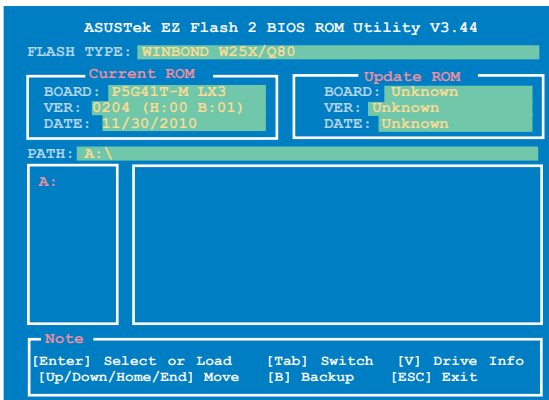 ASUSTek EZ Flash 2 BIOS ROM Utility V3.44
FLASH TYPE: WINBOND W25X/Q80
Current ROM
BOARD: P5G41T-M LX3
VER: 0204 (H:00 B:01)
DATE: 11/30/2010
Update ROM
BOARD: Unknown
VER: Unknown
DATE: Unknown
PATH: A:\
A:
Note
[Enter] Select or Load [Tab] Switch [V] Drive Info
[Up/Down/Home/End] Move [B] Backup [ESC] Exit